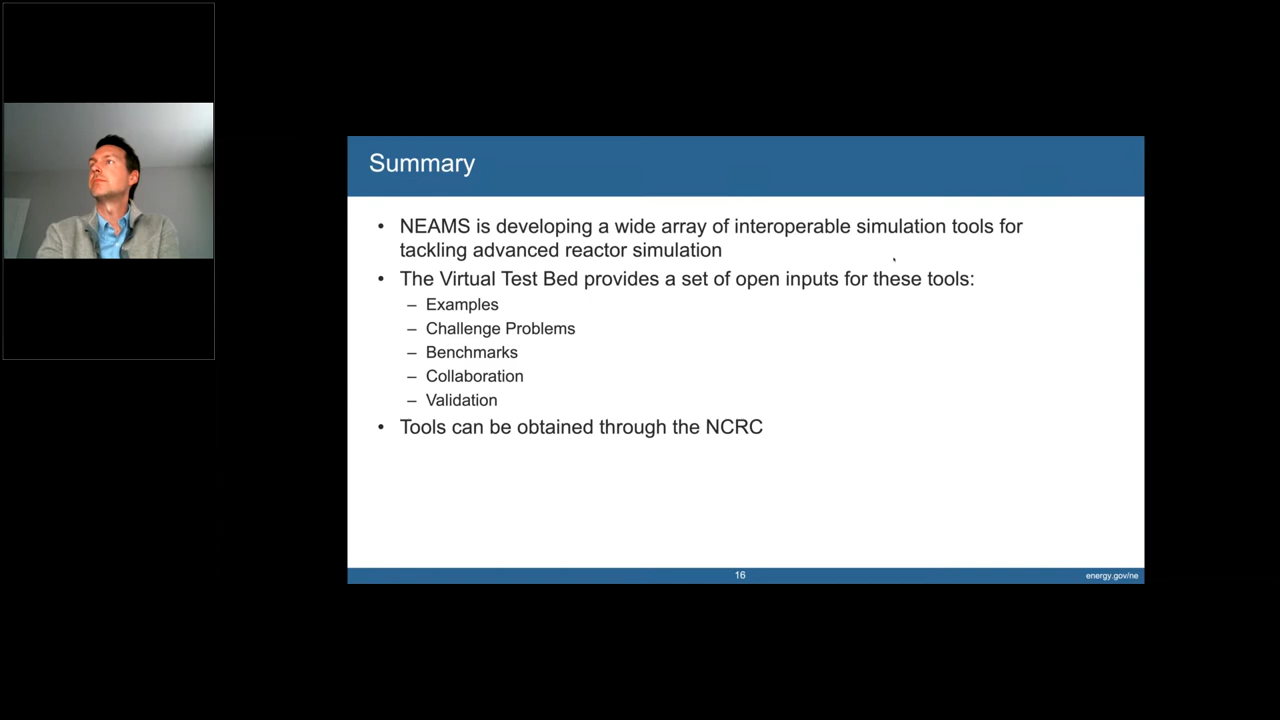 Summary
• NEAMS is developing a wide array of interoperable simulation tools for
tackling advanced reactor simulation
• The Virtual Test Bed provides a set of open inputs for these tools:
– Examples
– Challenge Problems
– Benchmarks
– Collaboration
– Validation
• Tools can be obtained through the NCRC
16
energy.gov/ne